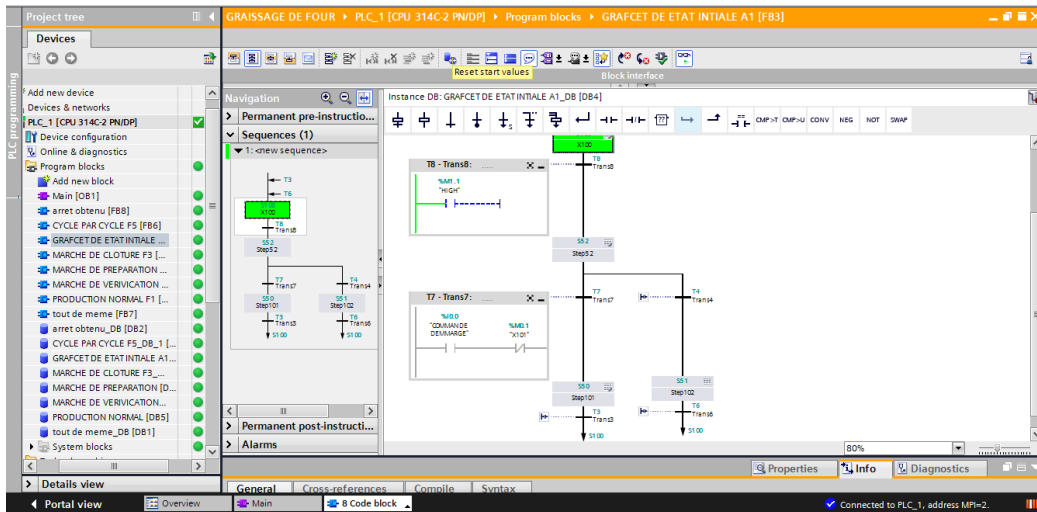 Project tree
GRAISSAGE DE FOUR ▸ PLC_1 [CPU 314C-2 PN/DP] ▸ Program blocks ▸ GRAFCET DE ETAT INTIALE A1 [FB3]
Devices
Reset start values
Block interface
PLC programming
Add new device
Devices & networks
PLC_1 [CPU 314C-2 PN/DP]
Device configuration
Online & diagnostics
Program blocks
Add new block
Main [OB1]
arret obtenu [FB8]
CYCLE PAR CYCLE F5 [FB6]
GRAFCET DE ETAT INTIALE ...
MARCHE DE CLOTURE F3 [...
MARCHE DE PREPARATION ...
MARCHE DE VERIVICATION ...
PRODUCTION NORMAL F1 [...
tout de meme [FB7]
arret obtenu_DB [DB2]
CYCLE PAR CYCLE F5_DB_1 [...
GRAFCET DE ETAT INTIALE A1...
MARCHE DE CLOTURE F3_...
MARCHE DE PREPARATION [D...
MARCHE DE VERIVICATION...
PRODUCTION NORMAL [DB5]
tout de meme_DB [DB1]
System blocks
Details view
Navigation
Permanent pre-instructio...
Sequences (1)
1: <new sequence>
T3
T6
X100
T8
Trans8
S52
Step52
T7
Trans7
T4
Trans4
S50
Step101
S51
Step102
T3
Trans3
T6
Trans6
S100
S100
Permanent post-instructi...
Alarms
Instance DB: GRAFCET DE ETAT INTIALE A1_DB [DB4]
CMP>T CMP>U CONV NEG NOT SWAP
X100
T8 - Trans8: .....
T8
Trans8
%M1.1
"HIGH"
S52
Step52
T7 - Trans7: .....
T7
Trans7
T4
Trans4
%I0.0
"COMMANDE
DEMMARGE"
%M0.1
"X101"
S50
Step101
S51
Step102
T3
Trans3
T6
Trans6
S100
S100
80%
Properties
Info
Diagnostics
General
Cross-references
Compile
Syntax
Portal view
Overview
Main
8 Code block
Connected to PLC_1, address MPI=2.